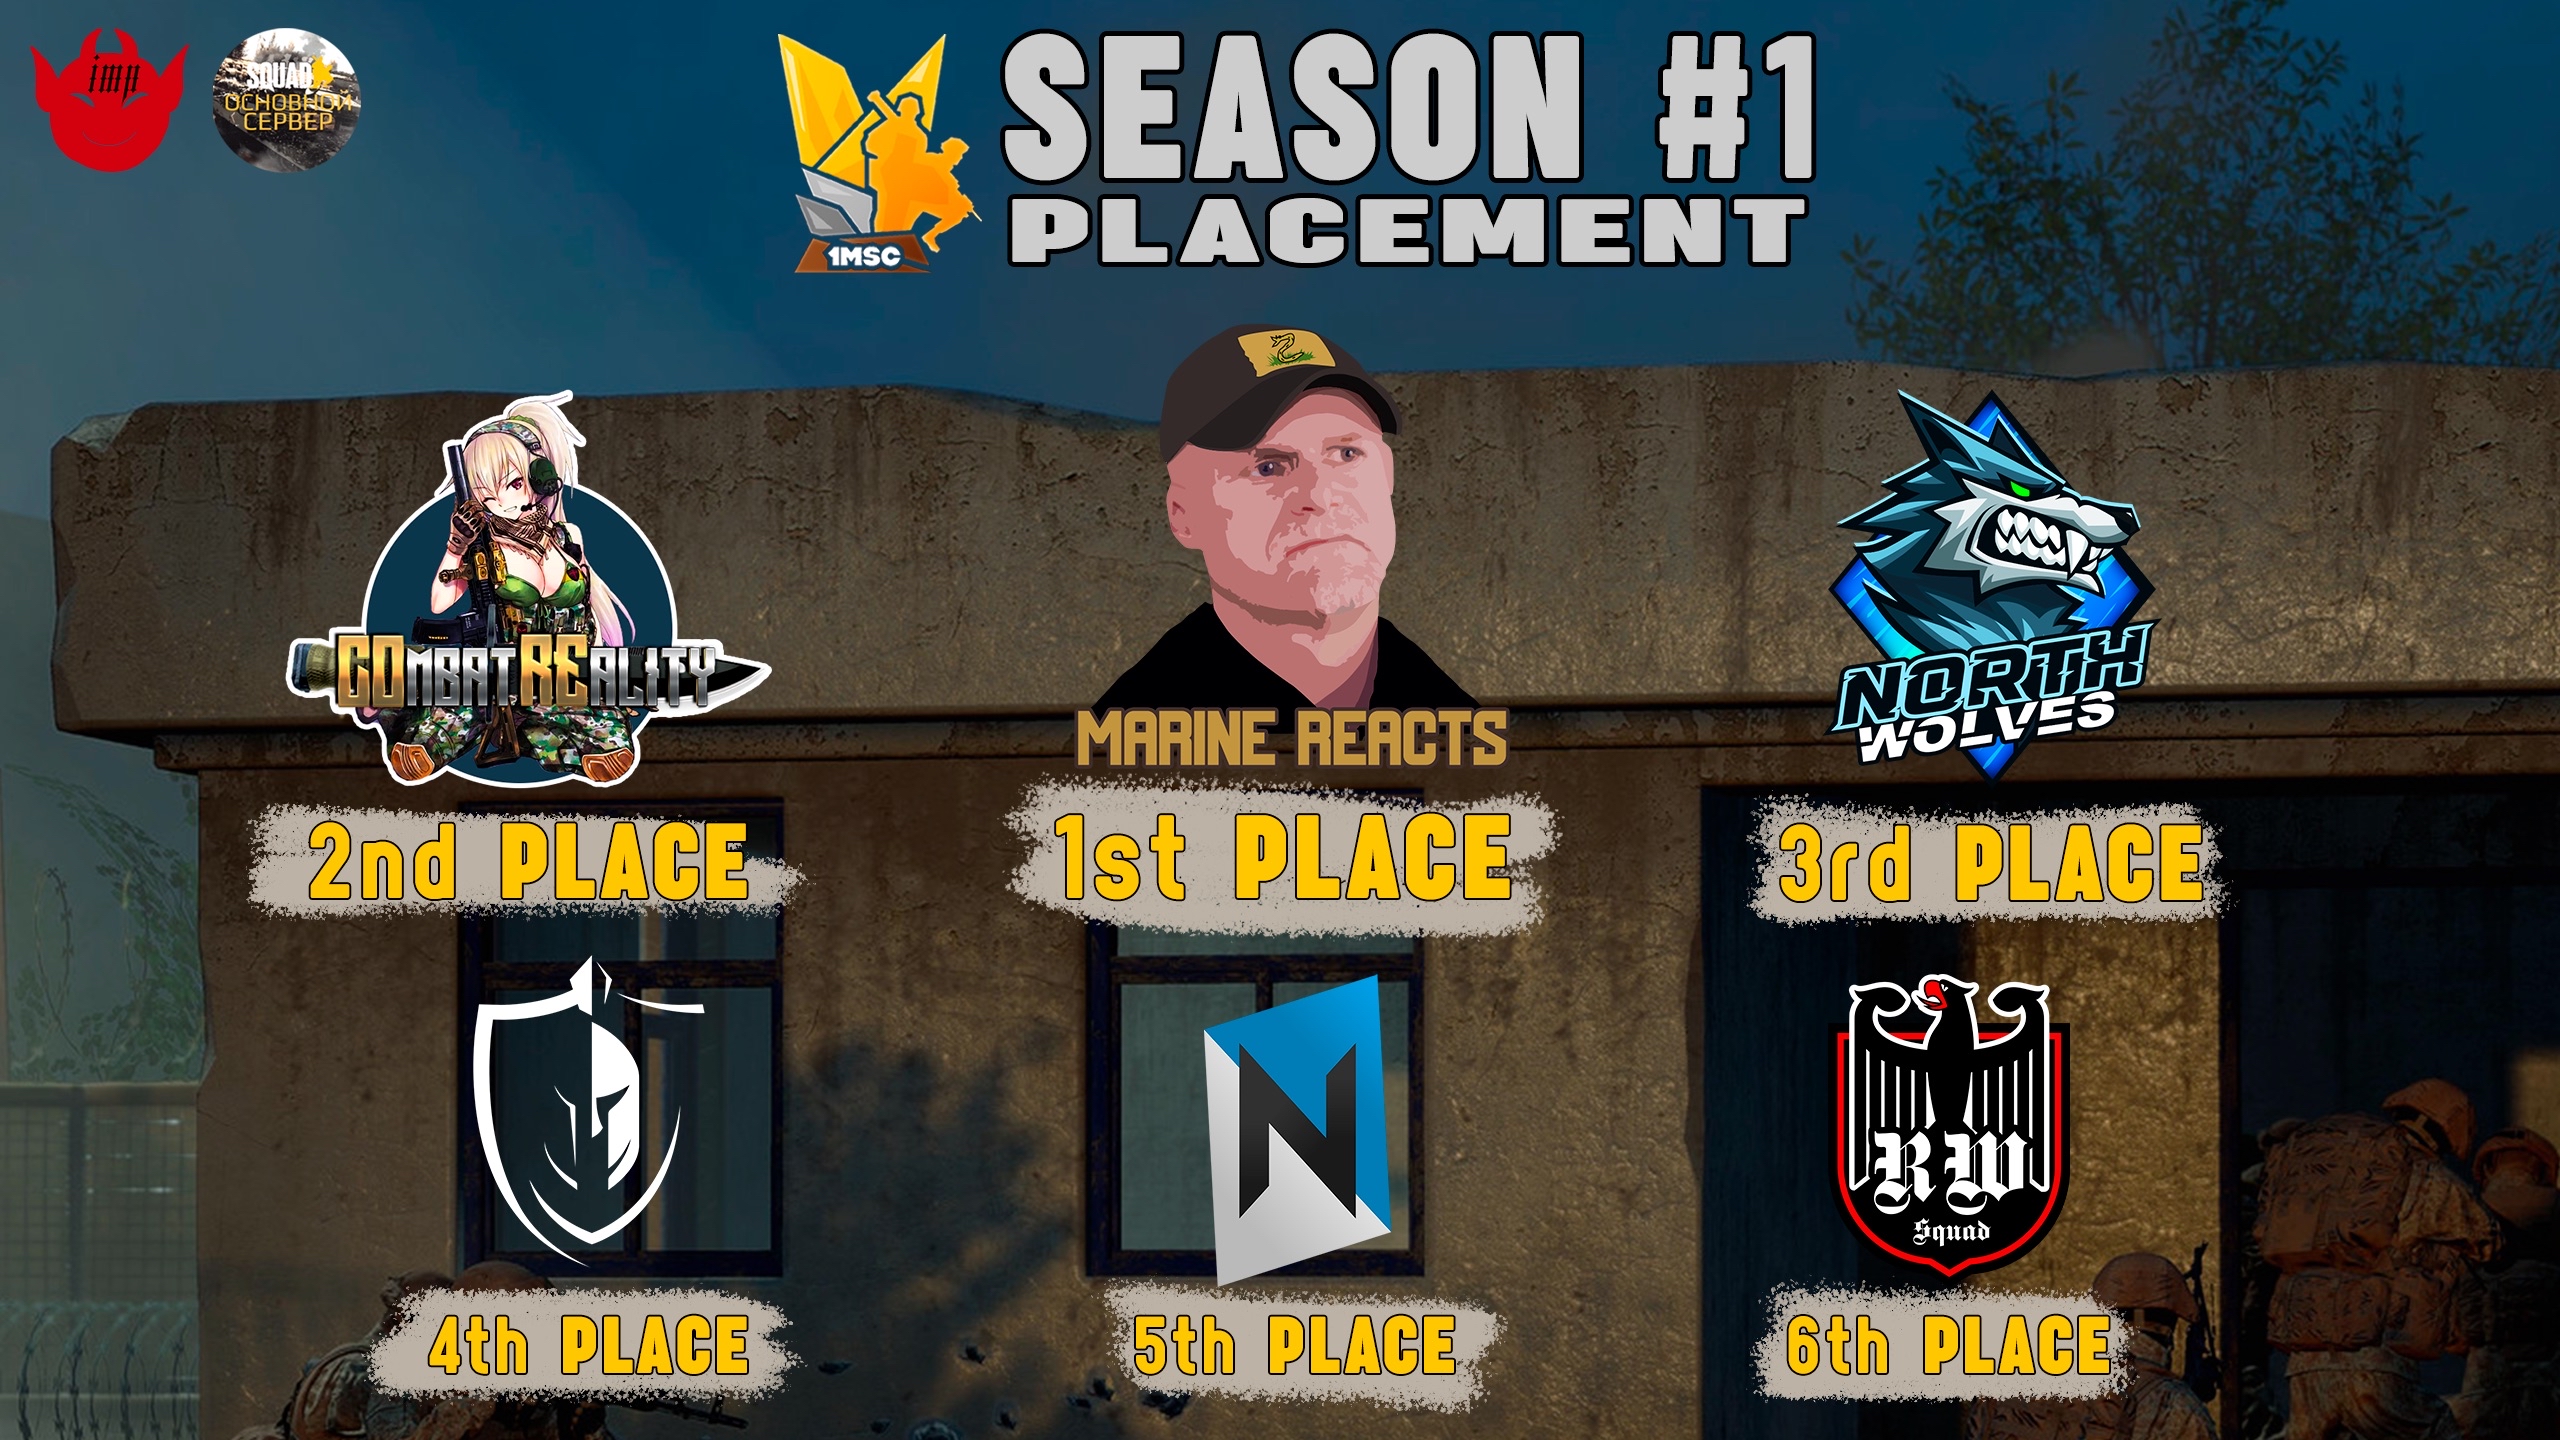 imp
SQUAD
ОСНОВНОЙ
СЕРВЕР
1MSC
SEASON #1
PLACEMENT
COMBATREALITY
MARINE REACTS
NORTH
WOLVES
2nd PLACE
1st PLACE
3rd PLACE
N
RW
Squad
4th PLACE
5th PLACE
6th PLACE